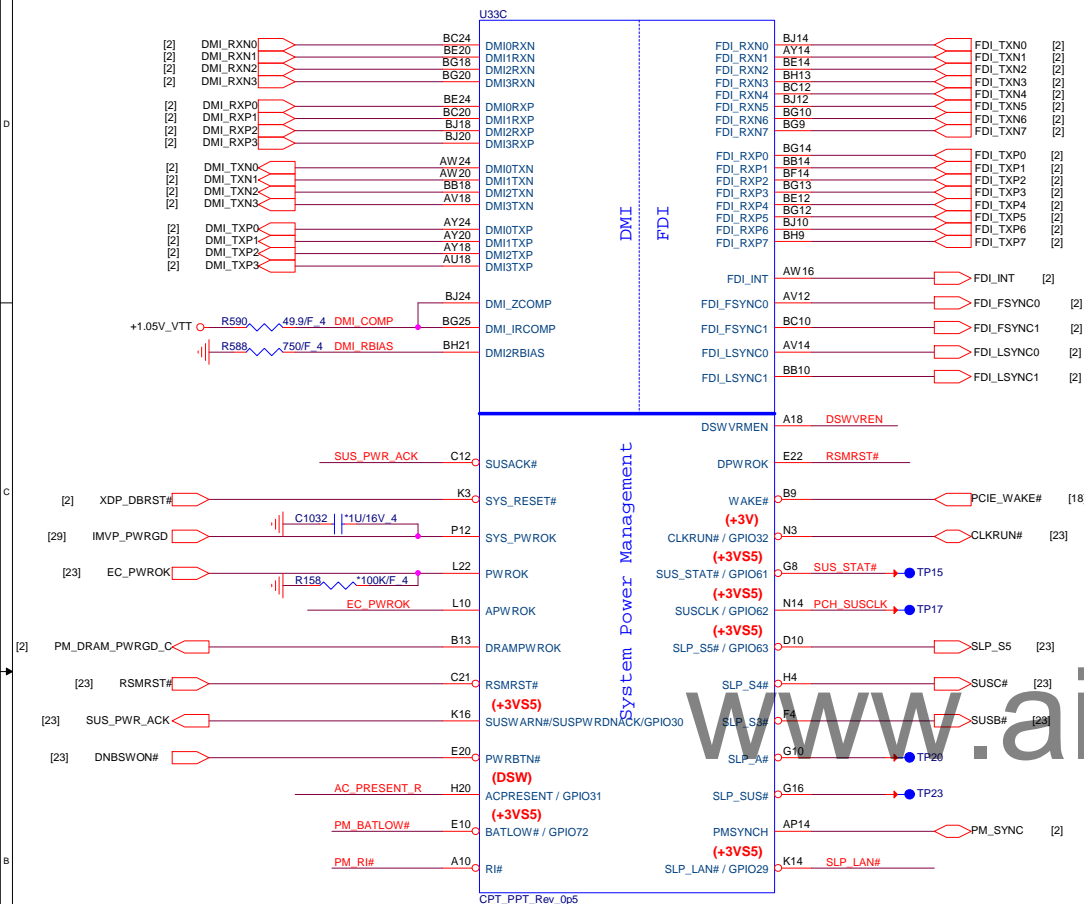 U33C
[2] DMI_RXN0 BC24 DMI0RXN FDI_RXN0 BJ14 FDI_TXN0 [2]
[2] DMI_RXN1 BE20 DMI1RXN FDI_RXN1 AY14 FDI_TXN1 [2]
[2] DMI_RXN2 BG18 DMI2RXN FDI_RXN2 BE14 FDI_TXN2 [2]
[2] DMI_RXN3 BG20 DMI3RXN FDI_RXN3 BH13 FDI_TXN3 [2]
FDI_RXN4 BC12 FDI_TXN4 [2]
[2] DMI_RXP0 BE24 DMI0RXP FDI_RXN5 BJ12 FDI_TXN5 [2]
[2] DMI_RXP1 BC20 DMI1RXP FDI_RXN6 BG10 FDI_TXN6 [2]
[2] DMI_RXP2 BJ18 DMI2RXP FDI_RXN7 BG9 FDI_TXN7 [2]
D [2] DMI_RXP3 BJ20 DMI3RXP
FDI_RXP0 BG14 FDI_TXP0 [2]
[2] DMI_TXN0 AW24 DMI0TXN FDI_RXP1 BB14 FDI_TXP1 [2]
[2] DMI_TXN1 AW20 DMI1TXN FDI_RXP2 BF14 FDI_TXP2 [2]
[2] DMI_TXN2 BB18 DMI2TXN FDI_RXP3 BG13 FDI_TXP3 [2]
[2] DMI_TXN3 AV18 DMI3TXN FDI_RXP4 BE12 FDI_TXP4 [2]
FDI_RXP5 BG12 FDI_TXP5 [2]
[2] DMI_TXP0 AY24 DMI0TXP FDI_RXP6 BJ10 FDI_TXP6 [2]
[2] DMI_TXP1 AY20 DMI1TXP FDI_RXP7 BH9 FDI_TXP7 [2]
[2] DMI_TXP2 AY18 DMI2TXP
[2] DMI_TXP3 AU18 DMI3TXP
DMI FDI
FDI_INT AW16 FDI_INT [2]
BJ24 DMI_ZCOMP FDI_FSYNC0 AV12 FDI_FSYNC0 [2]
+1.05V_VTT R590 49.9/F_4 DMI_COMP BG25 DMI_IRCOMP FDI_FSYNC1 BC10 FDI_FSYNC1 [2]
R588 750/F_4 DMI_RBIAS BH21 DMI2RBIAS FDI_LSYNC0 AV14 FDI_LSYNC0 [2]
FDI_LSYNC1 BB10 FDI_LSYNC1 [2]
System Power Management
DSWVRMEN A18 DSWVREN
SUS_PWR_ACK C12 SUSACK# DPWROK E22 RSMRST#
C [2] XDP_DBRST# K3 SYS_RESET# WAKE# B9 PCIE_WAKE# [18]
(+3V)
C1032 *1U/16V_4
[29] IMVP_PWRGD P12 SYS_PWROK CLKRUN# / GPIO32 N3 CLKRUN# [23]
(+3VS5)
[23] EC_PWROK L22 PWROK SUS_STAT# / GPIO61 G8 SUS_STAT# TP15
R158 *100K/F_4
(+3VS5)
EC_PWROK L10 APWROK SUSCLK / GPIO62 N14 PCH_SUSCLK TP17
(+3VS5)
[2] PM_DRAM_PWRGD_C B13 DRAMPWROK SLP_S5# / GPIO63 D10 SLP_S5 [23]
[23] RSMRST# C21 RSMRST# SLP_S4# H4 SUSC# [23]
(+3VS5)
[23] SUS_PWR_ACK K16 SUSWARN#/SUSPWRDNACK/GPIO30 SLP_S3# F4 SUSB# [23]
www.ai
[23] DNBSWON# E20 PWRBTN# SLP_A# G10 TP20
(DSW)
AC_PRESENT_R H20 ACPRESENT / GPIO31 SLP_SUS# G16 TP23
(+3VS5)
PM_BATLOW# E10 BATLOW# / GPIO72 PMSYNCH AP14 PM_SYNC [2]
(+3VS5)
B PM_RI# A10 RI# SLP_LAN# / GPIO29 K14 SLP_LAN#
CPT_PPT_Rev_0p5